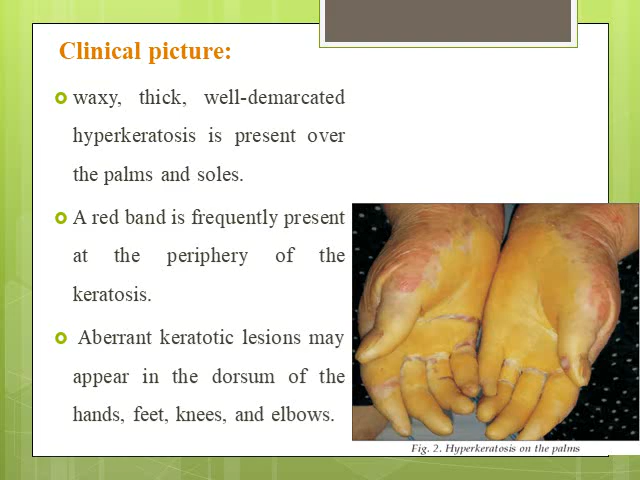 Clinical picture:
waxy, thick, well-demarcated
hyperkeratosis is present over
the palms and soles.
A red band is frequently present
at the periphery of the
keratosis.
Aberrant keratotic lesions may
appear in the dorsum of the
hands, feet, knees, and elbows.
Fig. 2. Hyperkeratosis on the palms